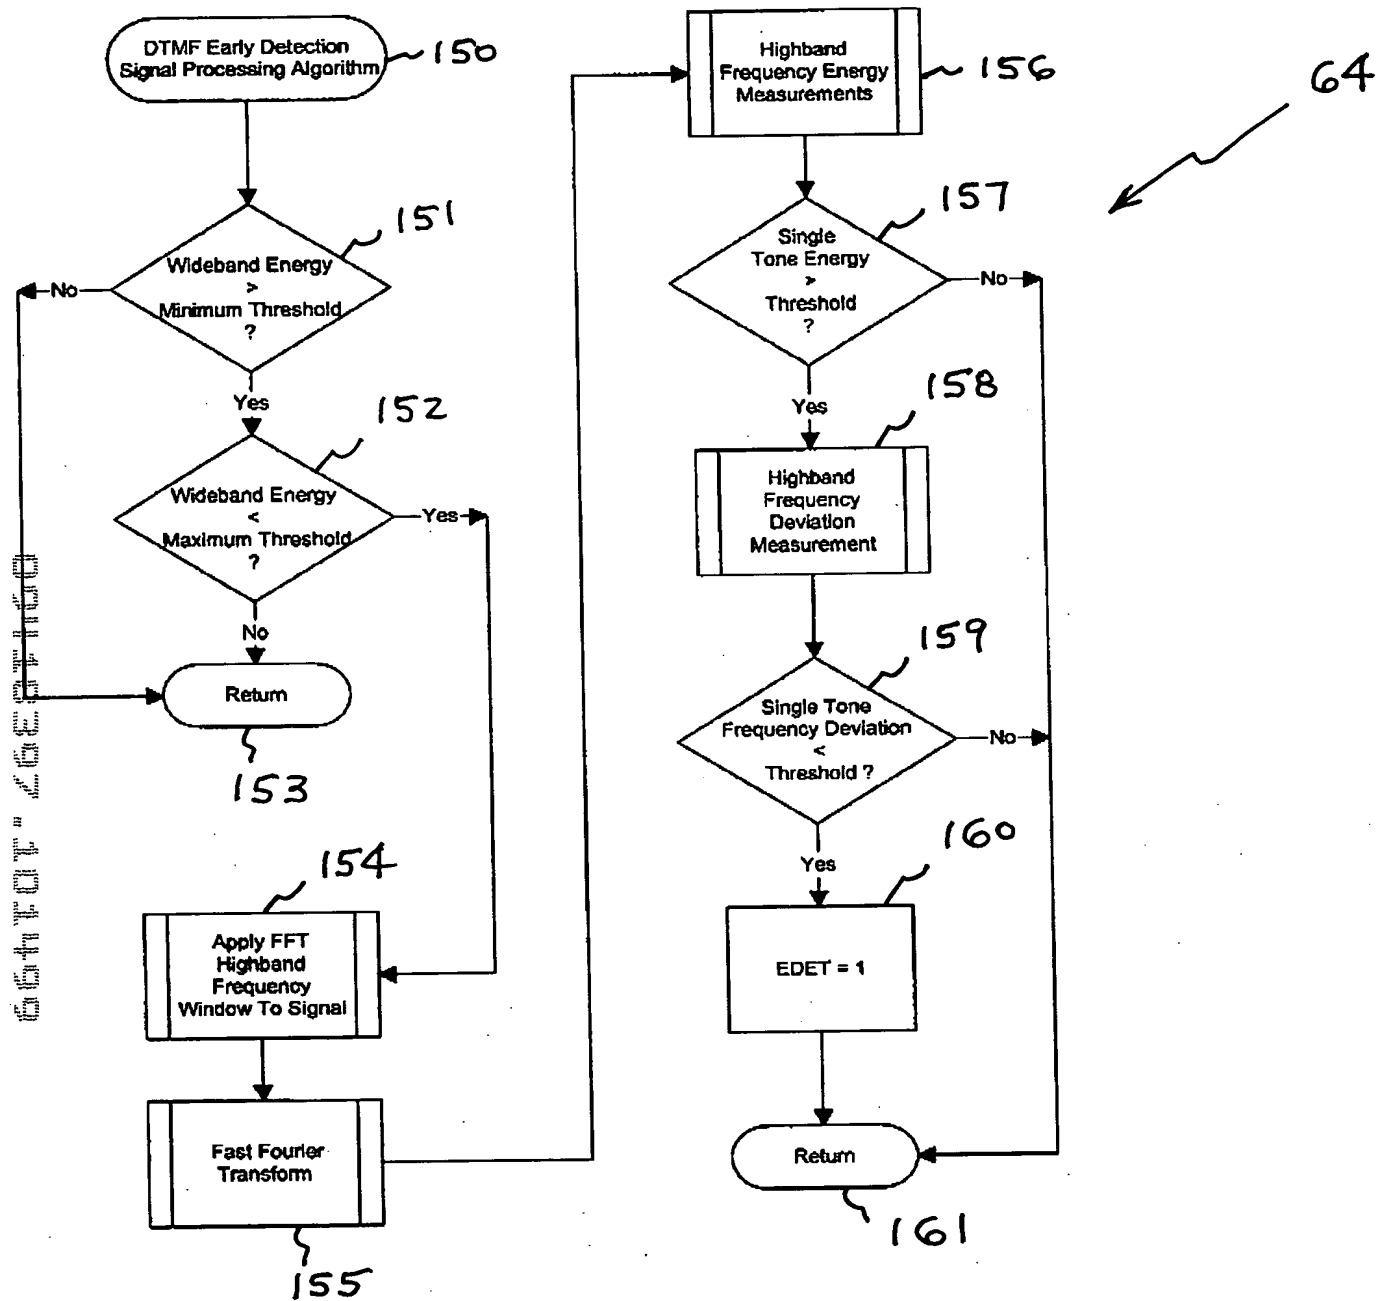 DTMF Early Detection
Signal Processing Algorithm
150
151
Wideband Energy
>
Minimum Threshold
?
No
Yes
152
Wideband Energy
<
Maximum Threshold
?
Yes
No
Return
153
154
Apply FFT
Highband
Frequency
Window To Signal
Fast Fourier
Transform
155
Highband
Frequency Energy
Measurements
156
64
157
Single
Tone Energy
>
Threshold
?
No
Yes
158
Highband
Frequency
Deviation
Measurement
159
Single Tone
Frequency Deviation
<
Threshold ?
No
Yes
160
EDET = 1
Return
161